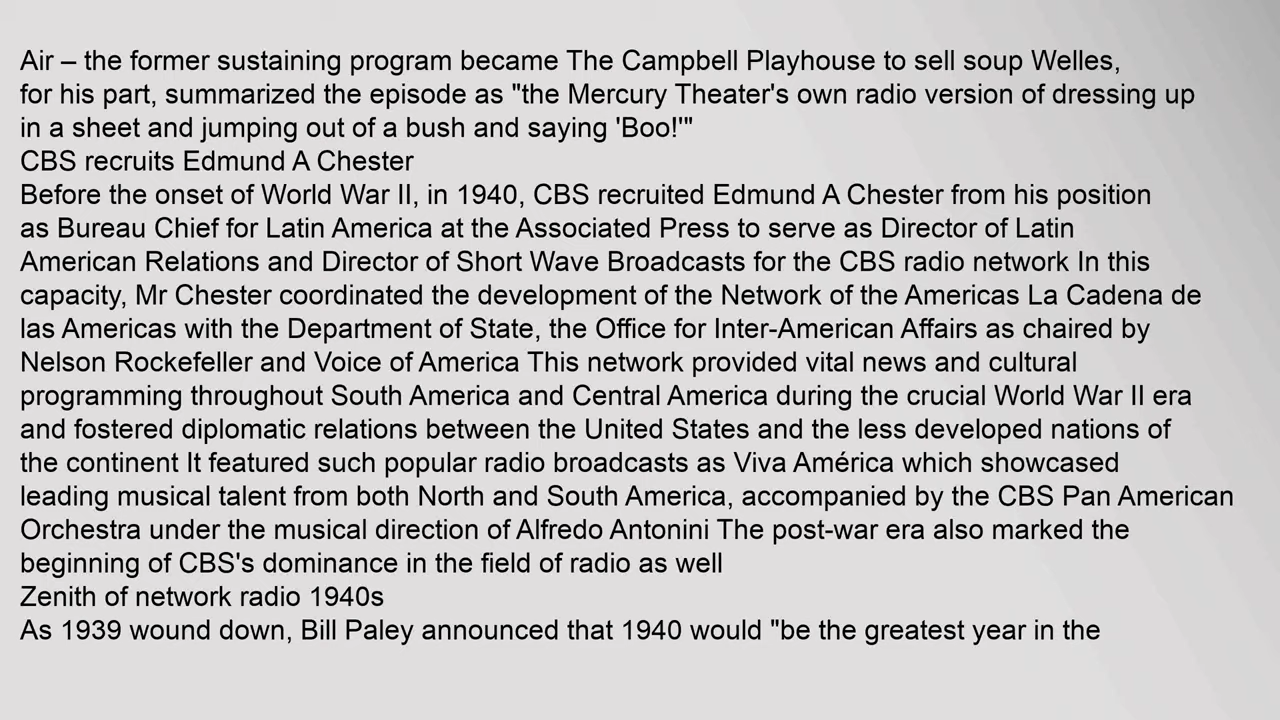 Air – the former sustaining program became The Campbell Playhouse to sell soup Welles,
for his part, summarized the episode as "the Mercury Theater's own radio version of dressing up
in a sheet and jumping out of a bush and saying 'Boo!'"
CBS recruits Edmund A Chester
Before the onset of World War II, in 1940, CBS recruited Edmund A Chester from his position
as Bureau Chief for Latin America at the Associated Press to serve as Director of Latin
American Relations and Director of Short Wave Broadcasts for the CBS radio network In this
capacity, Mr Chester coordinated the development of the Network of the Americas La Cadena de
las Americas with the Department of State, the Office for Inter-American Affairs as chaired by
Nelson Rockefeller and Voice of America This network provided vital news and cultural
programming throughout South America and Central America during the crucial World War II era
and fostered diplomatic relations between the United States and the less developed nations of
the continent It featured such popular radio broadcasts as Viva América which showcased
leading musical talent from both North and South America, accompanied by the CBS Pan American
Orchestra under the musical direction of Alfredo Antonini The post-war era also marked the
beginning of CBS's dominance in the field of radio as well
Zenith of network radio 1940s
As 1939 wound down, Bill Paley announced that 1940 would "be the greatest year in the